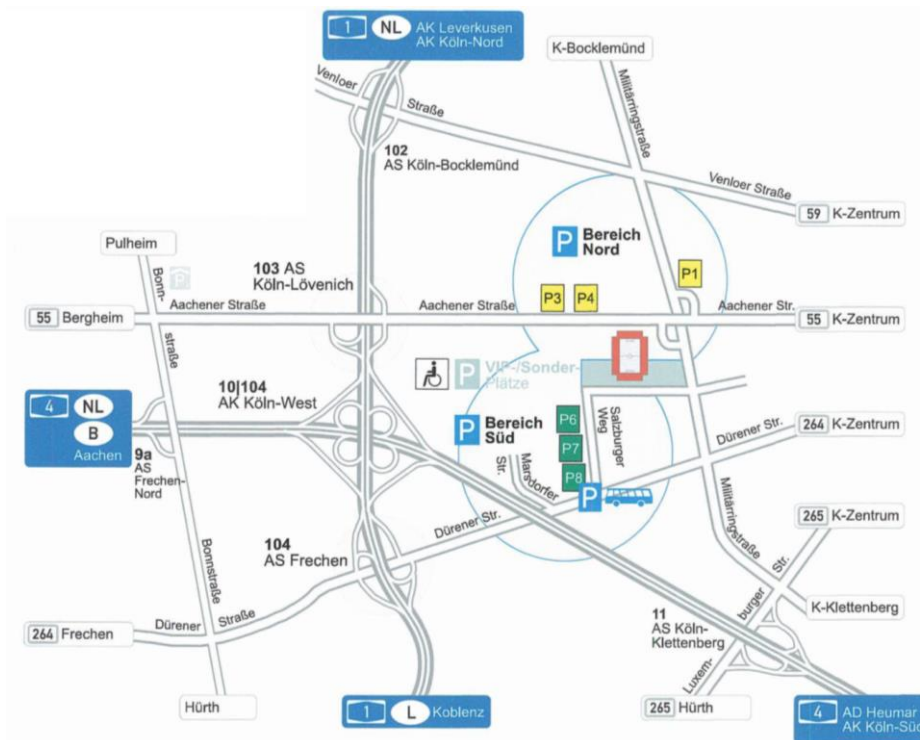 1 NL AK Leverkusen
AK Köln-Nord
K-Bocklemünd
Venloer
Straße
Militärringstraße
102
AS Köln-Bocklemünd
Venloer Straße
59 K-Zentrum
Pulheim
P
Bonn-
straße
103 AS
Köln-Lövenich
P Bereich
Nord
P1
P3
P4
Aachener Straße
Aachener Straße
Aachener Str.
55 Bergheim
55 K-Zentrum
P VIP-/Sonder-
Plätze
10|104
AK Köln-West
4 NL
B
Aachen
P Bereich
Süd
P6
P7
P8
Salzburger
Weg
264 K-Zentrum
Dürener Str.
9a
AS
Frechen-
Nord
Marsdorfer
Str.
P
Militärringstraße
265 K-Zentrum
Dürener Str.
104
AS Frechen
Bonnstraße
Luxem-
burger
Str.
K-Klettenberg
11
AS Köln-
Klettenberg
264 Frechen
Dürener
Straße
Hürth
1 L Koblenz
265 Hürth
4 AD Heumar
AK Köln-Süd